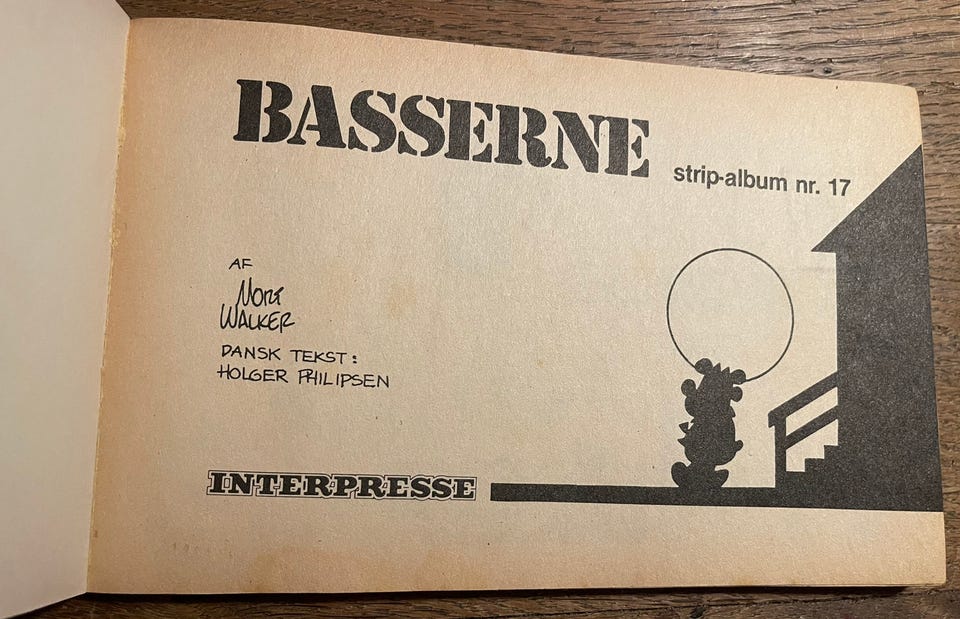 BASSERNE
strip-album nr. 17
AF
MORT
WALKER
DANSK TEKST:
HOLGER PHILIPSEN
INTERPRESSE